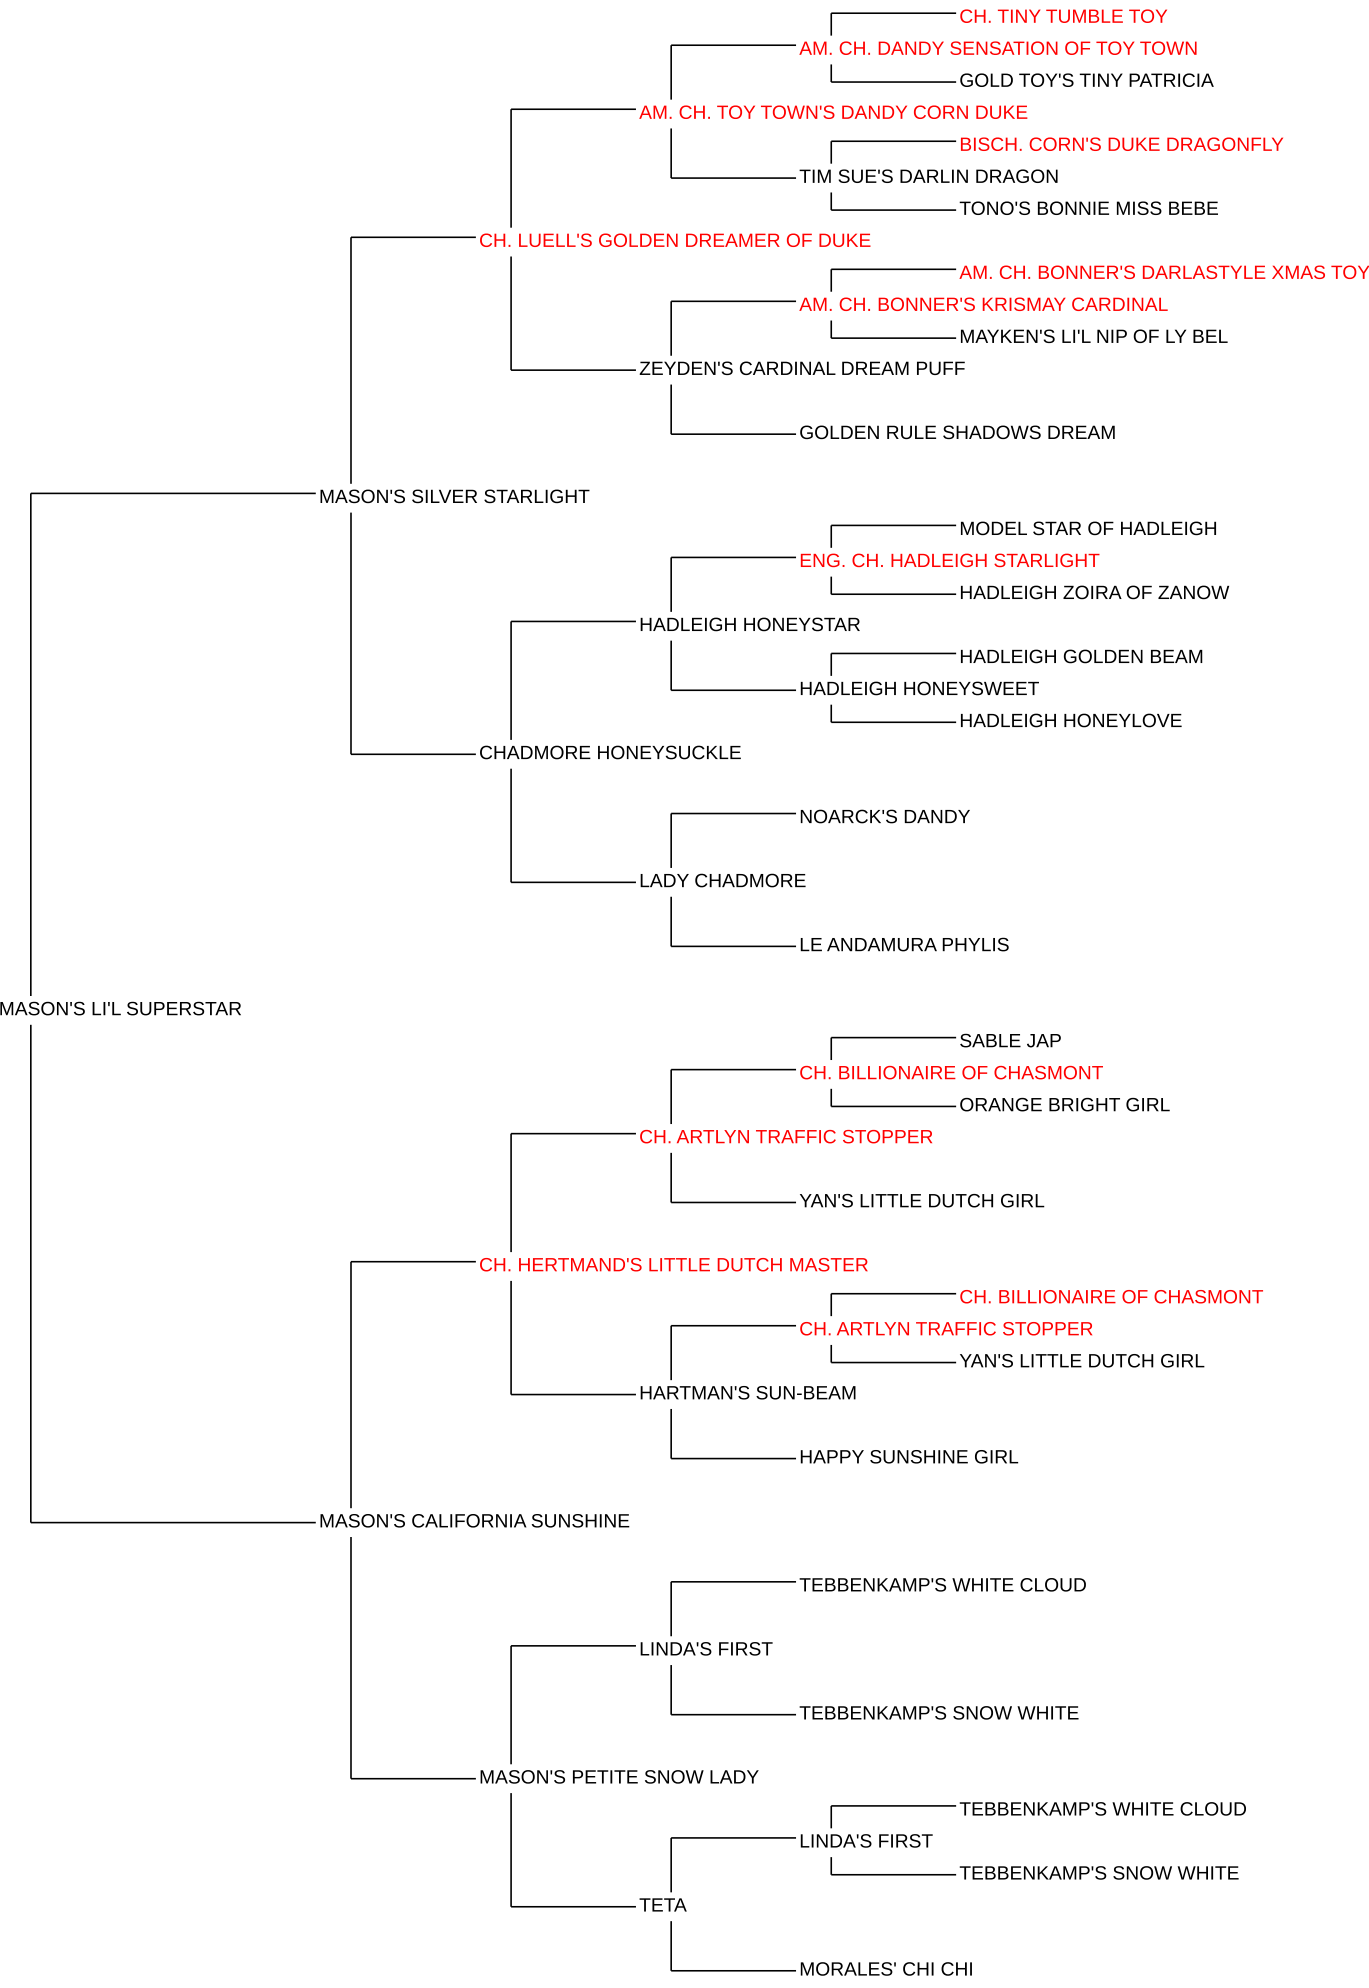 CH. TINY TUMBLE TOY
AM. CH. DANDY SENSATION OF TOY TOWN
GOLD TOY'S TINY PATRICIA
AM. CH. TOY TOWN'S DANDY CORN DUKE
BISCH. CORN'S DUKE DRAGONFLY
TIM SUE'S DARLIN DRAGON
TONO'S BONNIE MISS BEBE
CH. LUELL'S GOLDEN DREAMER OF DUKE
AM. CH. BONNER'S DARLASTYLE XMAS TOY
AM. CH. BONNER'S KRISMAY CARDINAL
MAYKEN'S LI'L NIP OF LY BEL
ZEYDEN'S CARDINAL DREAM PUFF
GOLDEN RULE SHADOWS DREAM
MASON'S SILVER STARLIGHT
MODEL STAR OF HADLEIGH
ENG. CH. HADLEIGH STARLIGHT
HADLEIGH ZOIRA OF ZANOW
HADLEIGH HONEYSTAR
HADLEIGH GOLDEN BEAM
HADLEIGH HONEYSWEET
HADLEIGH HONEYLOVE
CHADMORE HONEYSUCKLE
NOARCK'S DANDY
LADY CHADMORE
LE ANDAMURA PHYLIS
MASON'S LI'L SUPERSTAR
SABLE JAP
CH. BILLIONAIRE OF CHASMONT
ORANGE BRIGHT GIRL
CH. ARTLYN TRAFFIC STOPPER
YAN'S LITTLE DUTCH GIRL
CH. HERTMAND'S LITTLE DUTCH MASTER
CH. BILLIONAIRE OF CHASMONT
CH. ARTLYN TRAFFIC STOPPER
YAN'S LITTLE DUTCH GIRL
HARTMAN'S SUN-BEAM
HAPPY SUNSHINE GIRL
MASON'S CALIFORNIA SUNSHINE
TEBBENKAMP'S WHITE CLOUD
LINDA'S FIRST
TEBBENKAMP'S SNOW WHITE
MASON'S PETITE SNOW LADY
TEBBENKAMP'S WHITE CLOUD
LINDA'S FIRST
TEBBENKAMP'S SNOW WHITE
TETA
MORALES' CHI CHI